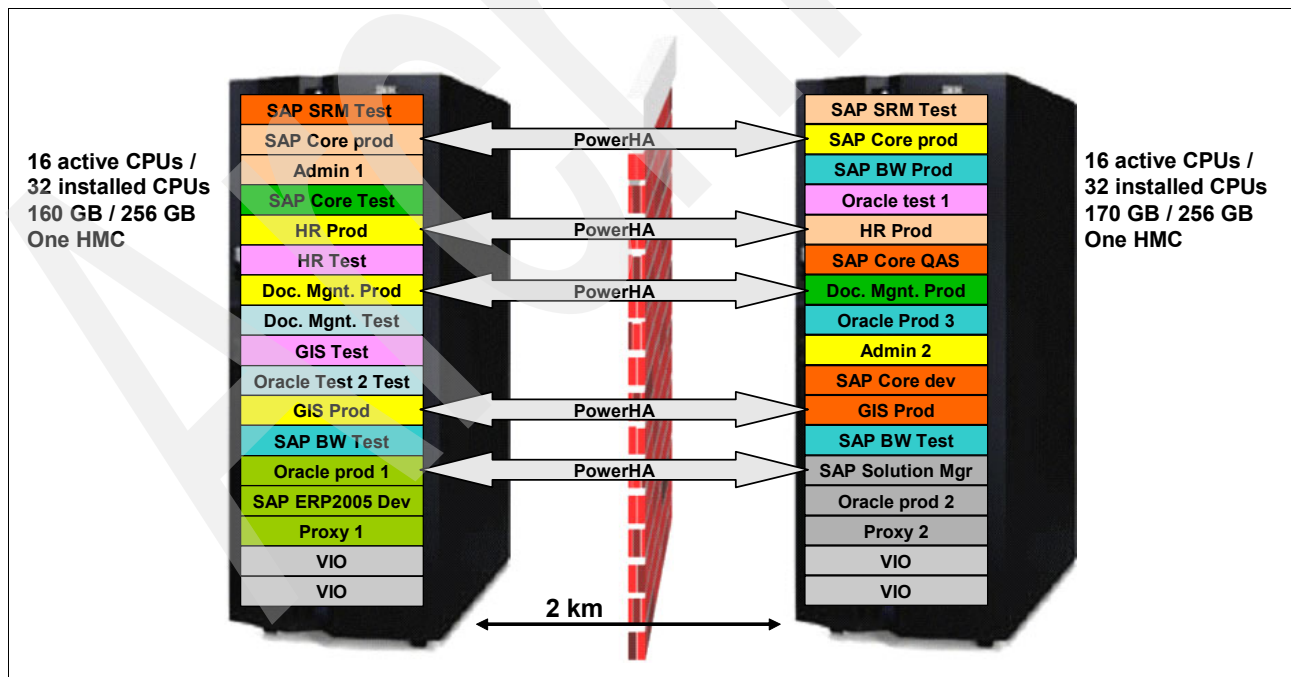 16 active CPUs /
32 installed CPUs
160 GB / 256 GB
One HMC
SAP SRM Test
SAP Core prod
Admin 1
SAP Core Test
HR Prod
HR Test
Doc. Mgnt. Prod
Doc. Mgnt. Test
GIS Test
Oracle Test 2 Test
GIS Prod
SAP BW Test
Oracle prod 1
SAP ERP2005 Dev
Proxy 1
VIO
VIO
PowerHA
PowerHA
PowerHA
PowerHA
PowerHA
2 km
SAP SRM Test
SAP Core prod
SAP BW Prod
Oracle test 1
HR Prod
SAP Core QAS
Doc. Mgnt. Prod
Oracle Prod 3
Admin 2
SAP Core dev
GIS Prod
SAP BW Test
SAP Solution Mgr
Oracle prod 2
Proxy 2
VIO
VIO
16 active CPUs /
32 installed CPUs
170 GB / 256 GB
One HMC